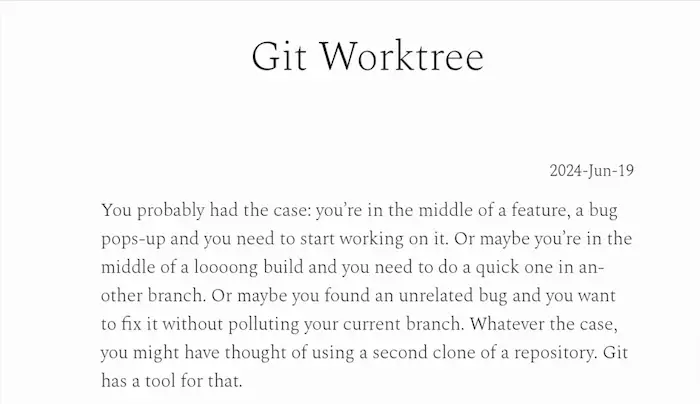 Git Worktree
2024-Jun-19
You probably had the case: you’re in the middle of a feature, a bug
pops-up and you need to start working on it. Or maybe you’re in the
middle of a loooong build and you need to do a quick one in an-
other branch. Or maybe you found an unrelated bug and you want
to fix it without polluting your current branch. Whatever the case,
you might have thought of using a second clone of a repository. Git
has a tool for that.